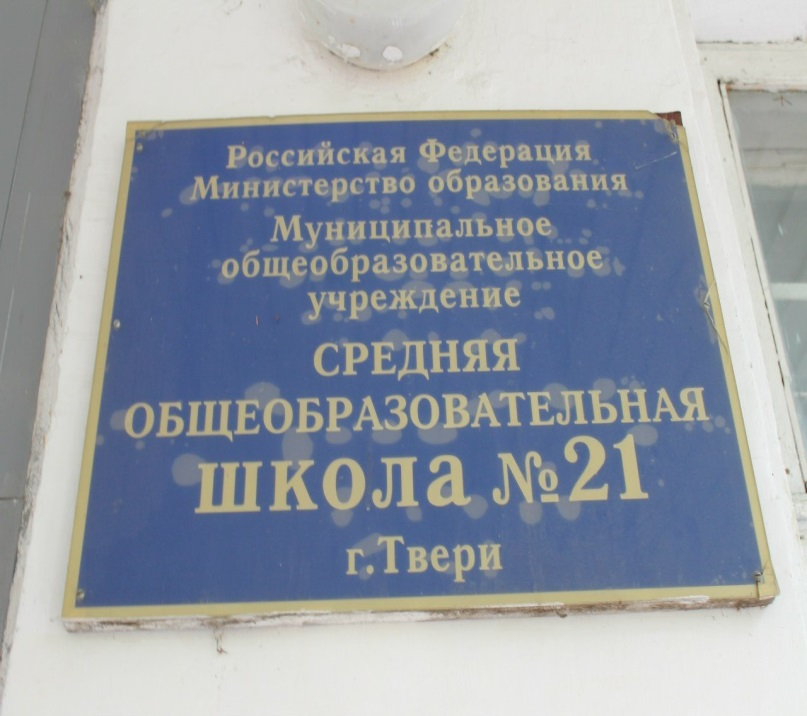 Российская Федерация
Министерство образования
Муниципальное
общеобразовательное
учреждение
СРЕДНЯЯ
ОБЩЕОБРАЗОВАТЕЛЬНАЯ
школа №21
г.Твери